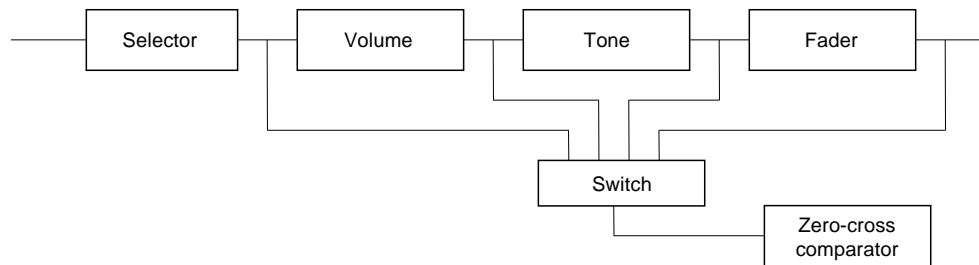 Selector
Volume
Tone
Fader
Switch
Zero-cross
comparator